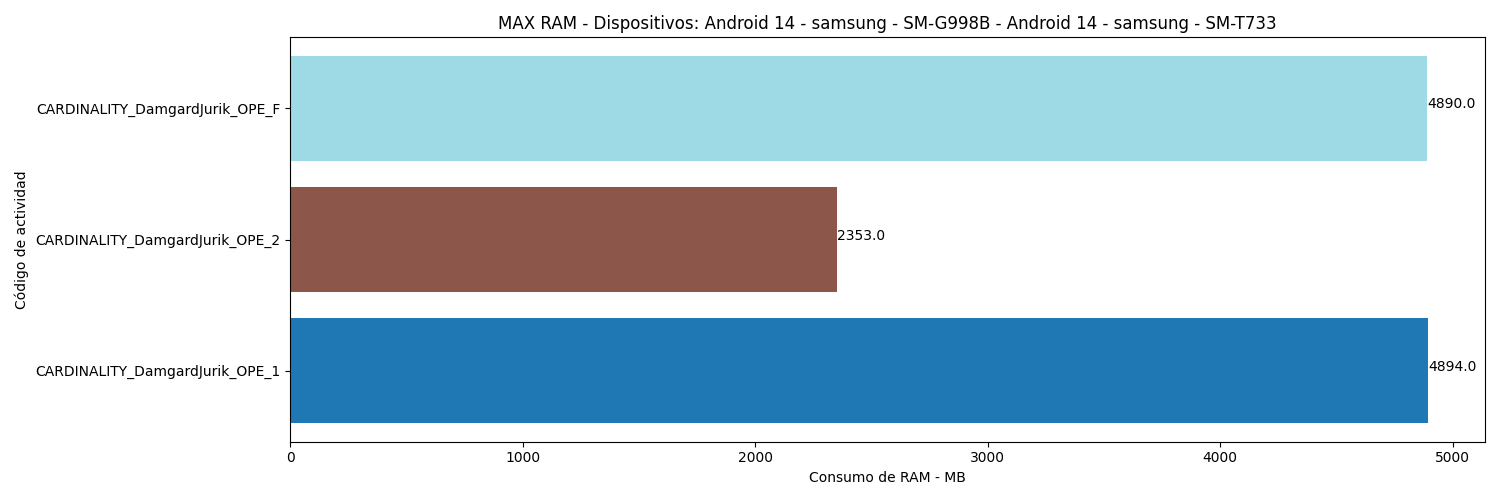 MAX RAM - Dispositivos: Android 14 - samsung - SM-G998B - Android 14 - samsung - SM-T733
Código de actividad
CARDINALITY_DamgardJurik_OPE_F
4890.0
CARDINALITY_DamgardJurik_OPE_2
2353.0
CARDINALITY_DamgardJurik_OPE_1
4894.0
0 1000 2000 3000 4000 5000
Consumo de RAM - MB